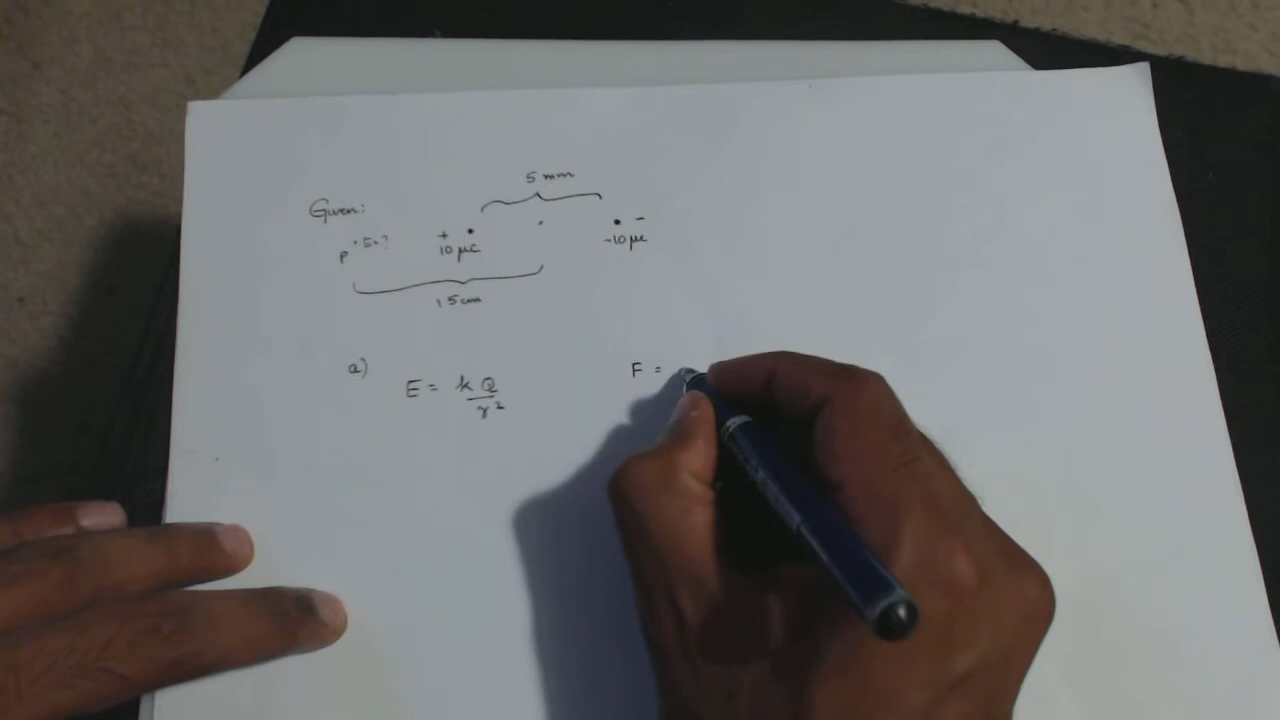 5 mm
Given:
P · E = ? + 10 μc -10 μc -
15 cm
a) E = kQ / r² F =